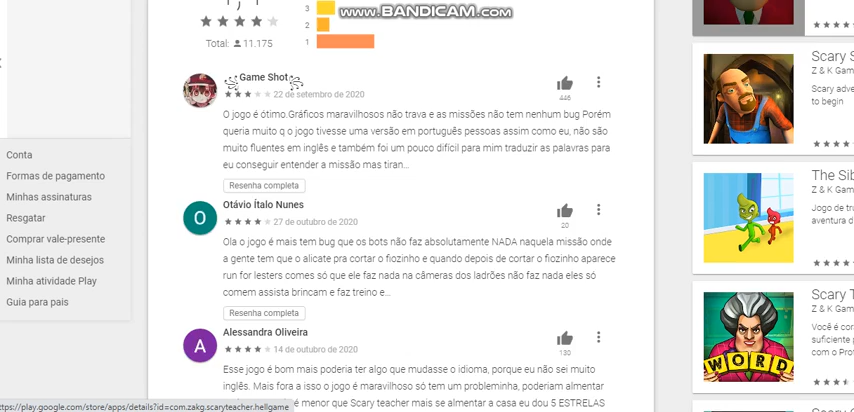 3
2
1
www.BANDICAM.com
Total: 11.175
Game Shot
22 de setembro de 2020
446
O jogo é ótimo.Gráficos maravilhosos não trava e as missões não tem nenhum bug Porém
queria muito q o jogo tivesse uma versão em português pessoas assim como eu, não são
muito fluentes em inglês e também foi um pouco difícil para mim traduzir as palavras para
eu conseguir entender a missão mas tiran...
Resenha completa
O
Otávio Ítalo Nunes
27 de outubro de 2020
20
Ola o jogo é mais tem bug que os bots não faz absolutamente NADA naquela missão onde
a gente tem que o alicate pra cortar o fiozinho e quando depois de cortar o fiozinho aparece
run for lesters comes só que ele faz nada na câmeras dos ladrões não faz nada eles só
comem assista brincam e faz treino e...
Resenha completa
A
Alessandra Oliveira
14 de outubro de 2020
130
Esse jogo é bom mais poderia ter algo que mudasse o idioma, porque eu não sei muito
inglês. Mais fora a isso o jogo é maravilhoso só tem um probleminha, poderiam almentar
é menor que Scary teacher mais se almentar a casa eu dou 5 ESTRELAS
Conta
Formas de pagamento
Minhas assinaturas
Resgatar
Comprar vale-presente
Minha lista de desejos
Minha atividade Play
Guia para pais
ttps://play.google.com/store/apps/details?id=com.zakg.scaryteacher.hellgame
Scary S
Z & K Gam
Scary adve
to begin
The Sib
Z & K Gam
Jogo de tru
aventura d
Scary T
Z & K Gam
Você é cor
suficiente p
com o Prof
WORD